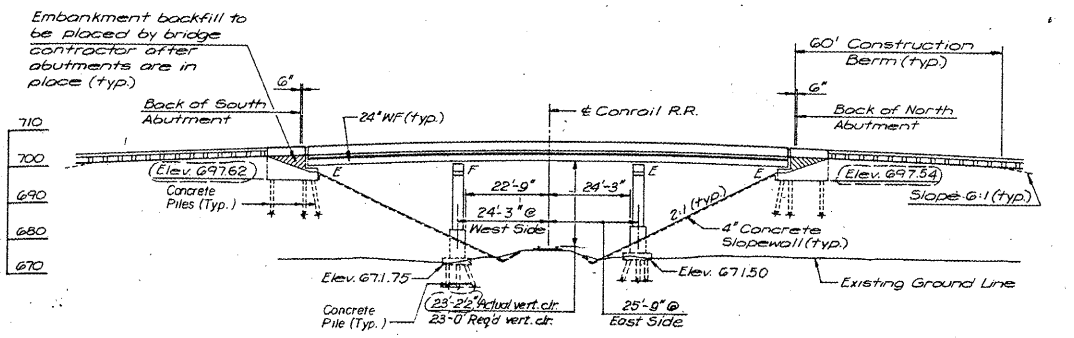 Embankment backfill to
be placed by bridge
contractor after
abutments are in
place (typ.)
60' Construction
Berm (typ.)
6"
6"
Back of South
Abutment
24" WF (typ.)
℄ Conrail R.R.
Back of North
Abutment
710
700
690
680
670
Elev. 697.62
E
F
E
E
Elev. 697.54
Concrete
Piles (Typ.)
22'-9"
24'-3"
Slope 6:1 (typ.)
24'-3" @
West Side
2:1 (typ.)
4" Concrete
Slopewall (typ.)
Elev. 671.75
Elev. 671.50
Existing Ground Line
Concrete
Pile (Typ.)
23'-2½" Actual vert. clr.
23'-0" Req'd vert. clr.
25'-9" @
East Side